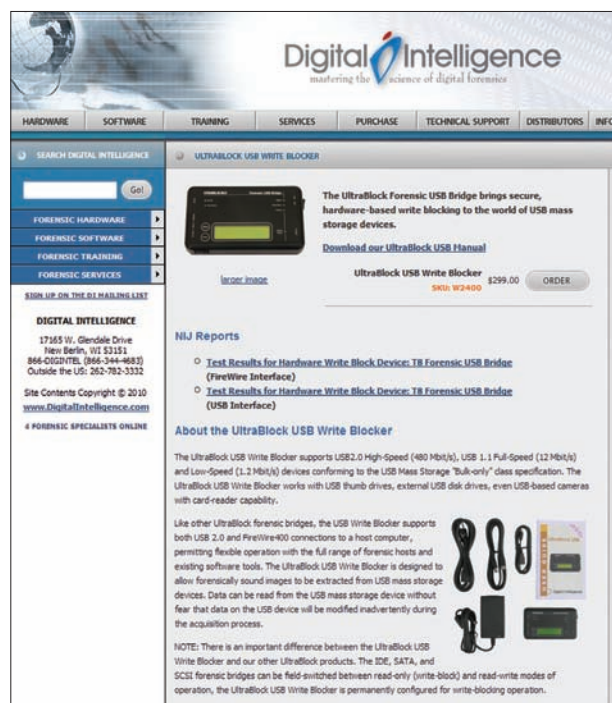 Digital Intelligence
mastering the science of digital forensics
HARDWARE SOFTWARE TRAINING SERVICES PURCHASE TECHNICAL SUPPORT DISTRIBUTORS INFO
SEARCH DIGITAL INTELLIGENCE
Go!
FORENSIC HARDWARE
FORENSIC SOFTWARE
FORENSIC TRAINING
FORENSIC SERVICES
SIGN UP ON THE DI MAILING LIST
DIGITAL INTELLIGENCE
17165 W. Glendale Drive
New Berlin, WI 53151
866-DIGINTEL (866-344-4683)
Outside the US: 262-782-3332
Site Contents Copyright © 2010
www.DigitalIntelligence.com
4 FORENSIC SPECIALISTS ONLINE
ULTRABLOCK USB WRITE BLOCKER
The UltraBlock Forensic USB Bridge brings secure,
hardware-based write blocking to the world of USB mass
storage devices.
Download our UltraBlock USB Manual
larger image
UltraBlock USB Write Blocker $299.00 ORDER
SKU: W2400
NIJ Reports
Test Results for Hardware Write Block Device: T8 Forensic USB Bridge
(FireWire Interface)
Test Results for Hardware Write Block Device: T8 Forensic USB Bridge
(USB Interface)
About the UltraBlock USB Write Blocker
The UltraBlock USB Write Blocker supports USB2.0 High-Speed (480 Mbit/s), USB 1.1 Full-Speed (12 Mbit/s)
and Low-Speed (1.2 Mbit/s) devices conforming to the USB Mass Storage "Bulk-only" class specification. The
UltraBlock USB Write Blocker works with USB thumb drives, external USB disk drives, even USB-based cameras
with card-reader capability.
Like other UltraBlock forensic bridges, the USB Write Blocker supports
both USB 2.0 and FireWire400 connections to a host computer,
permitting flexible operation with the full range of forensic hosts and
existing software tools. The UltraBlock USB Write Blocker is designed to
allow forensically sound images to be extracted from USB mass storage
devices. Data can be read from the USB mass storage device without
fear that data on the USB device will be modified inadvertently during
the acquisition process.
NOTE: There is an important difference between the UltraBlock USB
Write Blocker and our other UltraBlock products. The IDE, SATA, and
SCSI forensic bridges can be field-switched between read-only (write-block) and read-write modes of
operation, the UltraBlock USB Write Blocker is permanently configured for write-blocking operation.